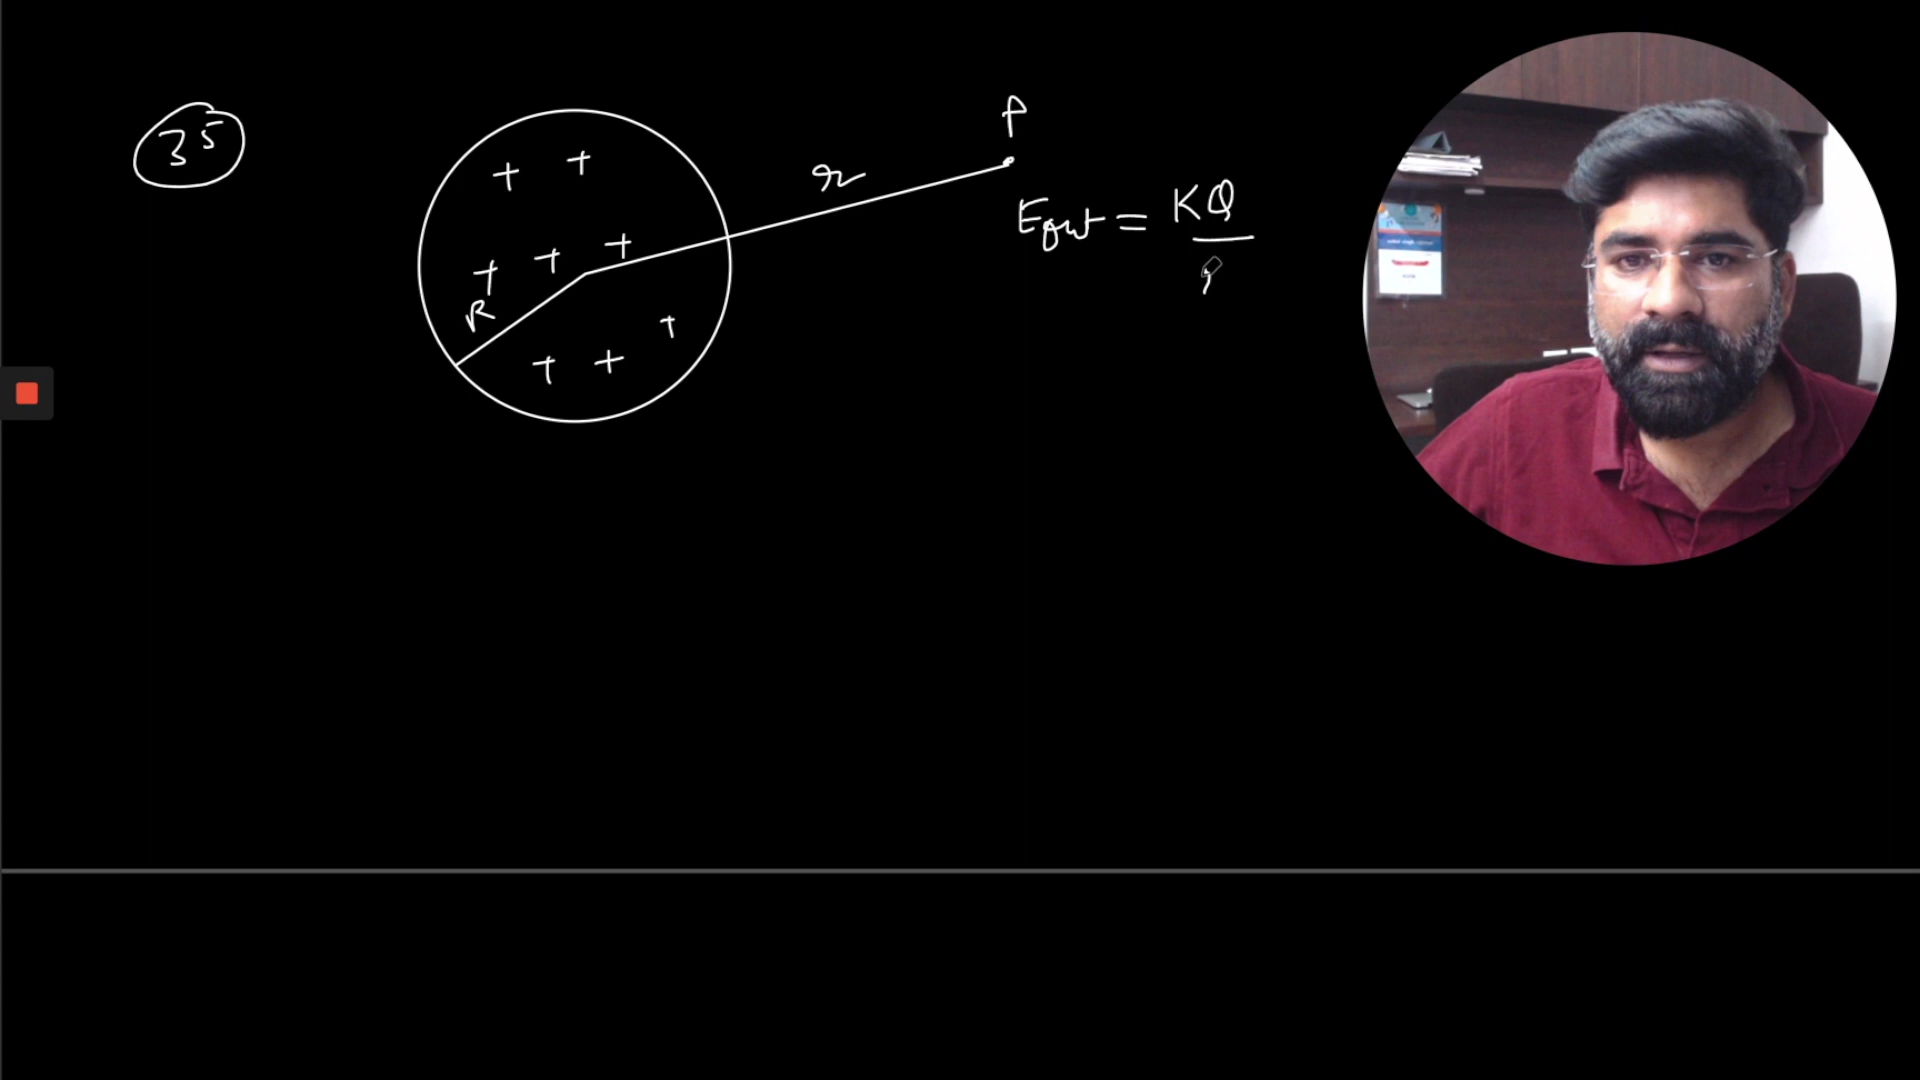 35
P
r
E_out = KQ / r
R
+ +
+ + +
+
+ +